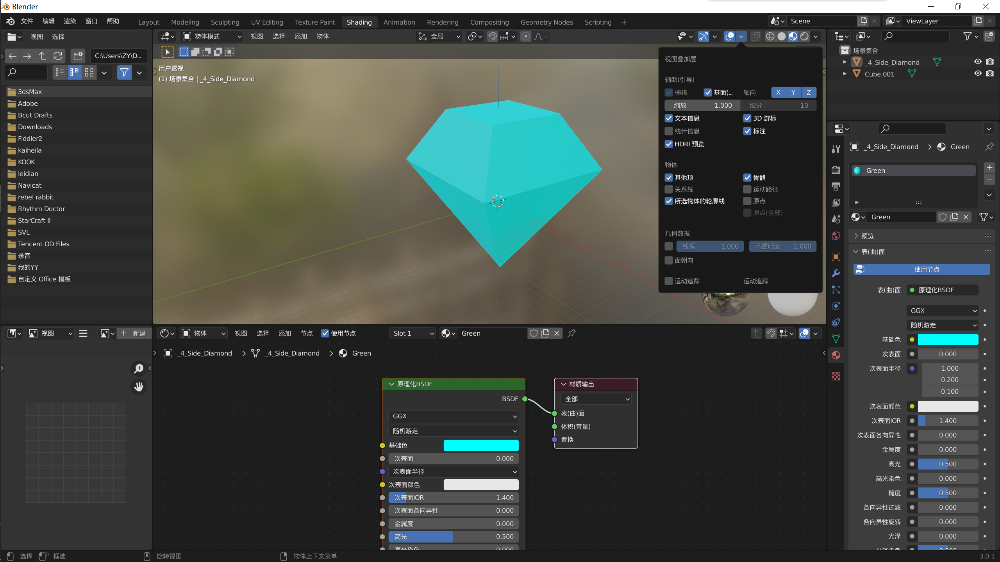 Blender
文件 编辑 渲染 窗口 帮助 Layout Modeling Sculpting UV Editing Texture Paint Shading Animation Rendering Compositing Geometry Nodes Scripting + Scene ViewLayer
视图 选择
物体模式 视图 选择 添加 物体 全局
C:\Users\ZY\D...
3dsMax
Adobe
Bcut Drafts
Downloads
Fiddler2
kaiheila
KOOK
leidian
Navicat
rebel rabbit
Rhythm Doctor
StarCraft II
SVL
Tencent OD Files
录音
我的YY
自定义 Office 模板
用户透视
(1) 场景集合 | _4_Side_Diamond
视图叠加层
辅助(引导)
栅格 基面(... 轴向 X Y Z
缩放 1.000 细分 10
文本信息 3D 游标
统计信息 标注
HDRI 预览
物体
其他项 骨骼
关系线 运动路径
所选物体的轮廓线 原点
原点(全部)
几何数据
线框 1.000 不透明度 1.000
面朝向
运动追踪 运动追踪
场景集合
_4_Side_Diamond
Cube.001
_4_Side_Diamond > Green
Green
Green
预览
表(曲)面
使用节点
表(曲)面 原理化BSDF
GGX
随机游走
基础色
次表面 0.000
次表面半径 1.000
0.200
0.100
次表面颜色
次表面IOR 1.400
次表面各向异性 0.000
金属度 0.000
高光 0.500
高光染色 0.000
糙度 0.500
各向异性过滤 0.000
各向异性旋转 0.000
光泽 0.000
光泽染色 0.500
视图 + 新建
物体 视图 选择 添加 节点 使用节点 Slot 1 Green
_4_Side_Diamond > _4_Side_Diamond > Green
原理化BSDF
BSDF
GGX
随机游走
基础色
次表面 0.000
次表面半径
次表面颜色
次表面IOR 1.400
次表面各向异性 0.000
金属度 0.000
高光 0.500
高光染色 0.000
材质输出
全部
表(曲)面
体积(音量)
置换
选择 框选 旋转视图 物体上下文菜单 3.0.1